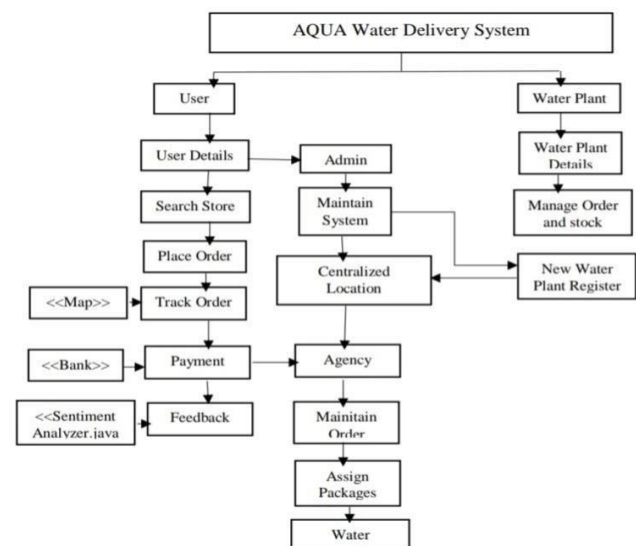 AQUA Water Delivery System
User
Water Plant
User Details
Admin
Water Plant
Details
Search Store
Maintain
System
Manage Order
and stock
Place Order
Centralized
Location
New Water
Plant Register
<<Map>>
Track Order
<<Bank>>
Payment
Agency
<<Sentiment
Analyzer.java
Feedback
Mainitain
Order
Assign
Packages
Water